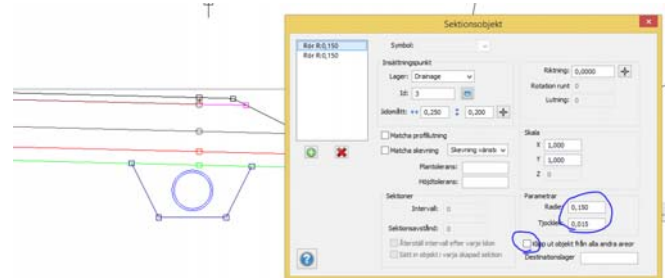 Sektionsobjekt
Rör R:0,150
Rör R:0,150
Symbol:
Insättningspunkt
Lager: Drainage
Id: 3
Sidomått: 0,250 0,200
Riktning: 0,0000
Rotation runt 0
Lutning: 0
Matcha profillutning
Matcha skevning Skevning vänstr
Plantolerans:
Höjdtolerans:
Skala
X 1,000
Y 1,000
Z 0
Sektioner
Intervall: 0
Sektionsavstånd: 0
Återställ intervall efter varje klon
Sätt in objekt i varje skapad sektion
Parametrar
Radie: 0,150
Tjocklek: 0,015
Klipp ut objekt från alla andra areor
Destinationslager